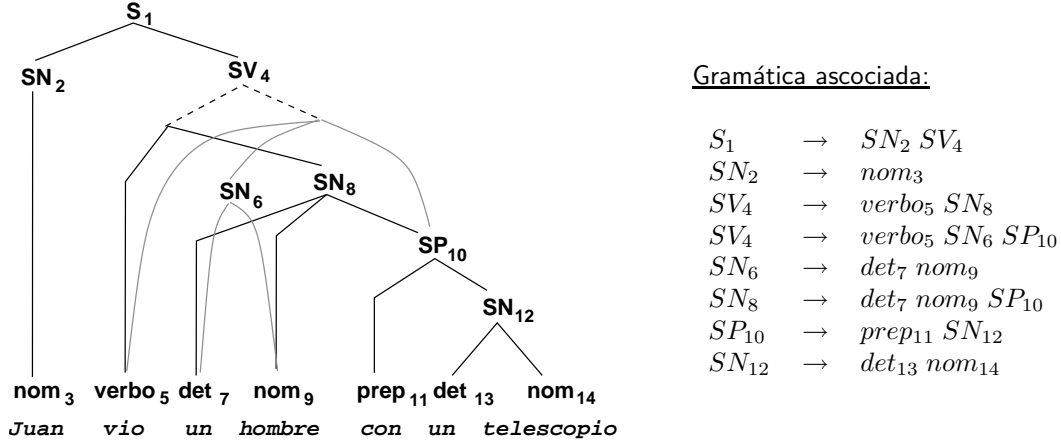 S1
SN2 SV4
SN6 SN8
SP10
SN12
nom3 verbo5 det7 nom9 prep11 det13 nom14
Juan vio un hombre con un telescopio
Gramática ascociada:
S1 → SN2 SV4
SN2 → nom3
SV4 → verbo5 SN8
SV4 → verbo5 SN6 SP10
SN6 → det7 nom9
SN8 → det7 nom9 SP10
SP10 → prep11 SN12
SN12 → det13 nom14